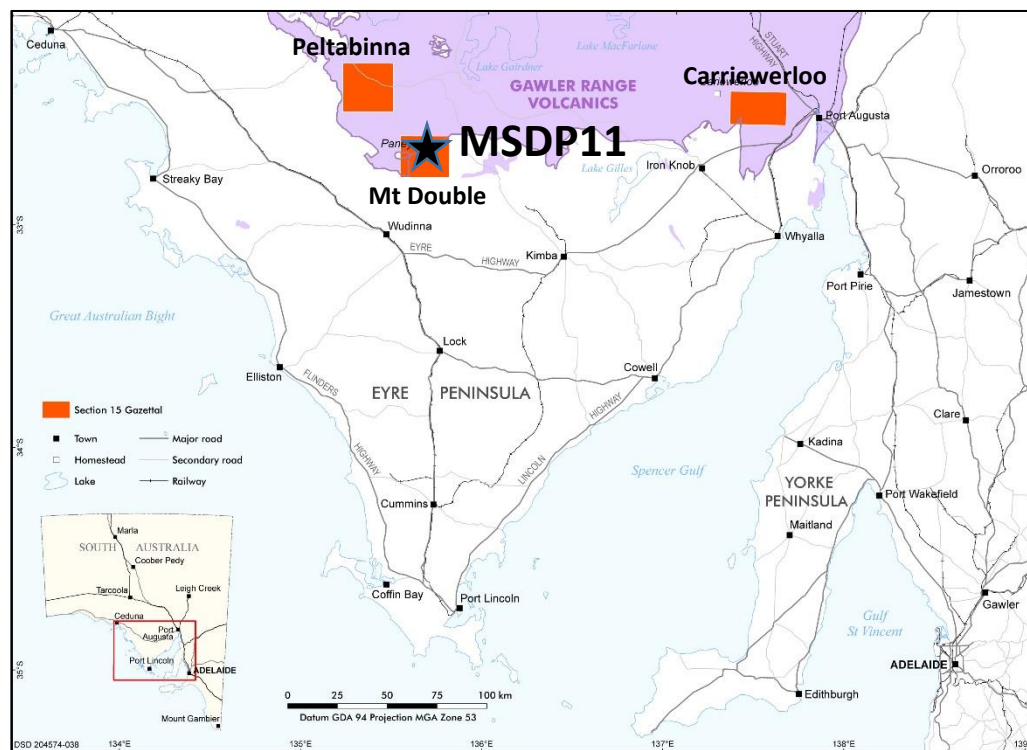 Ceduna
Peltabinna
Lake Gairdner
Lake MacFarlane
STUART
HIGHWAY
GAWLER RANGE
VOLCANICS
Carriewerloo
Port Augusta
MSDP11
Mt Double
Iron Knob
Lake Gilles
Orroroo
Streaky Bay
33°S
Wudinna
EYRE
HIGHWAY
Kimba
Whyalla
Port Pirie
Jamestown
Great Australian Bight
Lock
Elliston
FLINDERS
HIGHWAY
EYRE PENINSULA
Cowell
LINCOLN
HIGHWAY
Clare
Section 15 Gazettal
Town
Major road
Homestead
Secondary road
Lake
Railway
34°S
Kadina
Spencer Gulf
YORKE
PENINSULA
Port Wakefield
Cummins
Maitland
Marla
SOUTH AUSTRALIA
Coober Pedy
Tarcoola
Leigh Creek
Ceduna
Port
Augusta
Port Lincoln
ADELAIDE
Mount Gambier
Coffin Bay
Port Lincoln
Gawler
Gulf
St Vincent
35°S
ADELAIDE
Edithburgh
0 25 50 75 100 km
Datum GDA 94 Projection MGA Zone 53
DSD 204574-038
134°E
135°E
136°E
137°E
138°E